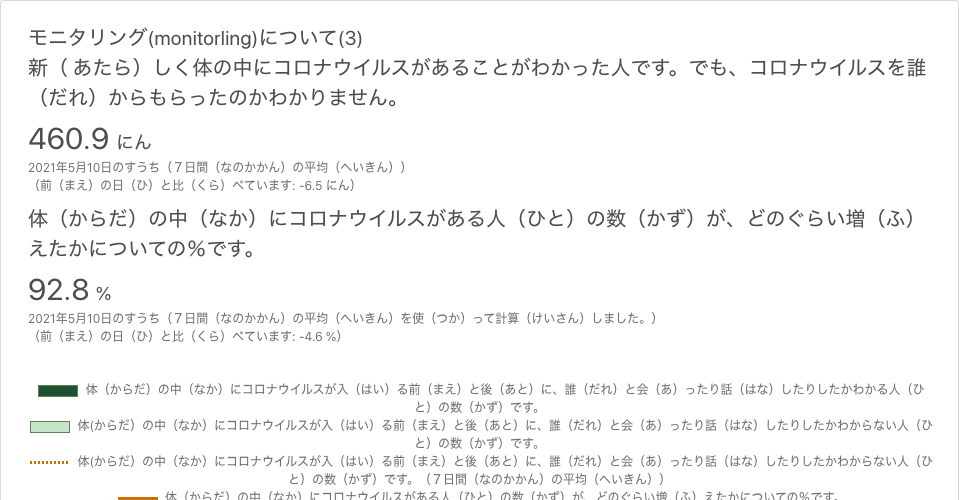 モニタリング(monitorling)について(3)
新（ あたら）しく体の中にコロナウイルスがあることがわかった人です。でも、コロナウイルスを誰
（だれ）からもらったのかわかりません。
460.9 にん
2021年5月10日のすうち（７日間（なのかかん）の平均（へいきん））
（前（まえ）の日（ひ）と比（くら）べています: -6.5 にん）
体（からだ）の中（なか）にコロナウイルスがある人（ひと）の数（かず）が、どのぐらい増（ふ）
えたかについての%です。
92.8 %
2021年5月10日のすうち（７日間（なのかかん）の平均（へいきん）を使（つか）って計算（けいさん）しました。）
（前（まえ）の日（ひ）と比（くら）べています: -4.6 %）
体（からだ）の中（なか）にコロナウイルスが入（はい）る前（まえ）と後（あと）に、誰（だれ）と会（あ）ったり話（はな）したりしたかわかる人（ひ
と）の数（かず）です。
体(からだ）の中（なか）にコロナウイルスが入（はい）る前（まえ）と後（あと）に、誰（だれ）と会（あ）ったり話（はな）したりしたかわからない人（ひ
と）の数（かず）です。
体(からだ）の中（なか）にコロナウイルスが入（はい）る前（まえ）と後（あと）に、誰（だれ）と会（あ）ったり話（はな）したりしたかわからない人（ひ
と）の数（かず）です。（７日間（なのかかん）の平均（へいきん））
体（からだ）の中（なか）にコロナウイルスがある人（ひと）の数（かず）が、どのぐらい増（ふ）えたかについての%です。